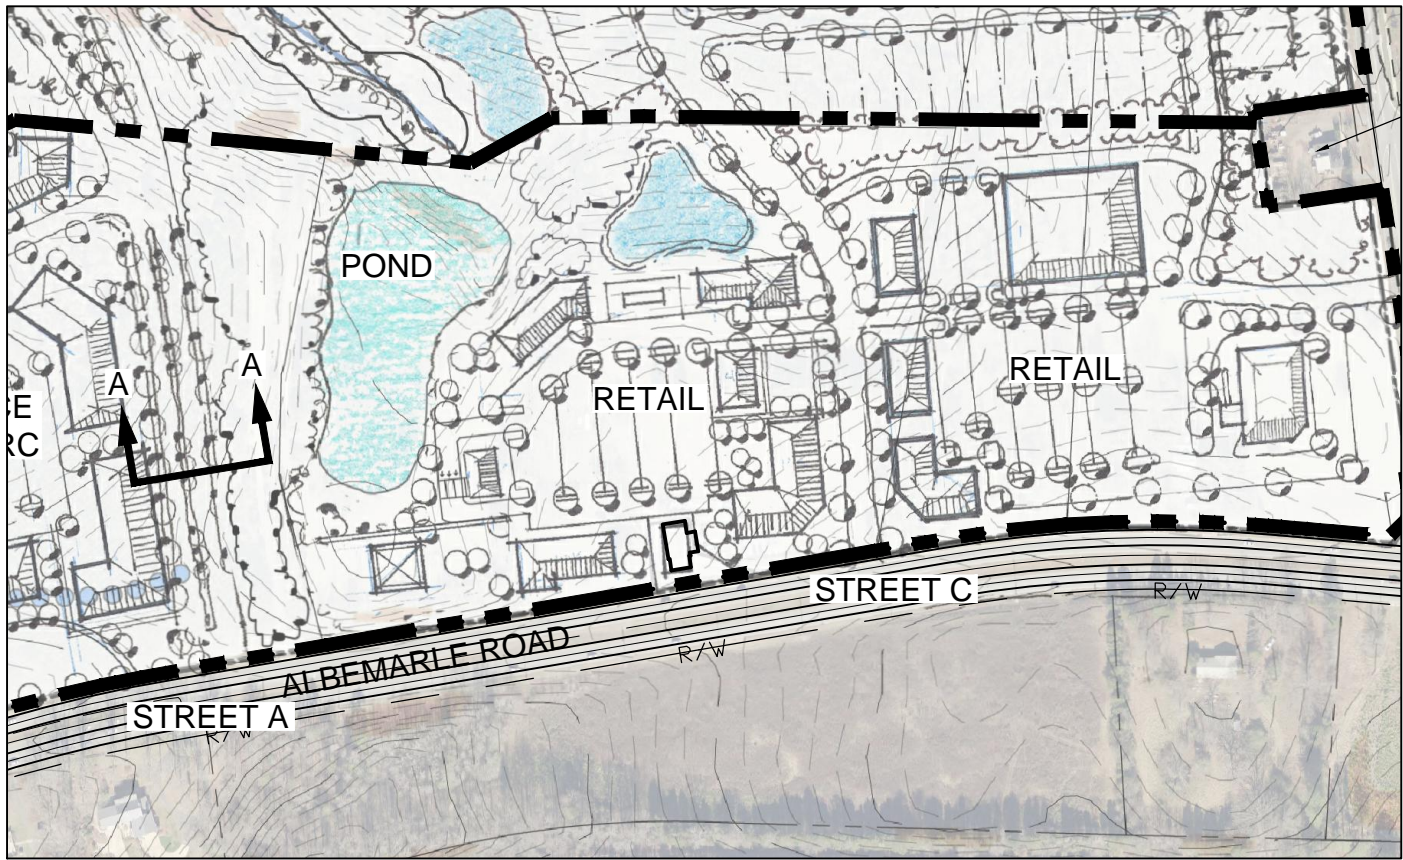 POND
A
A
RETAIL
RETAIL
CE
RC
STREET C
R/W
ALBEMARLE ROAD
R/W
STREET A
R/W